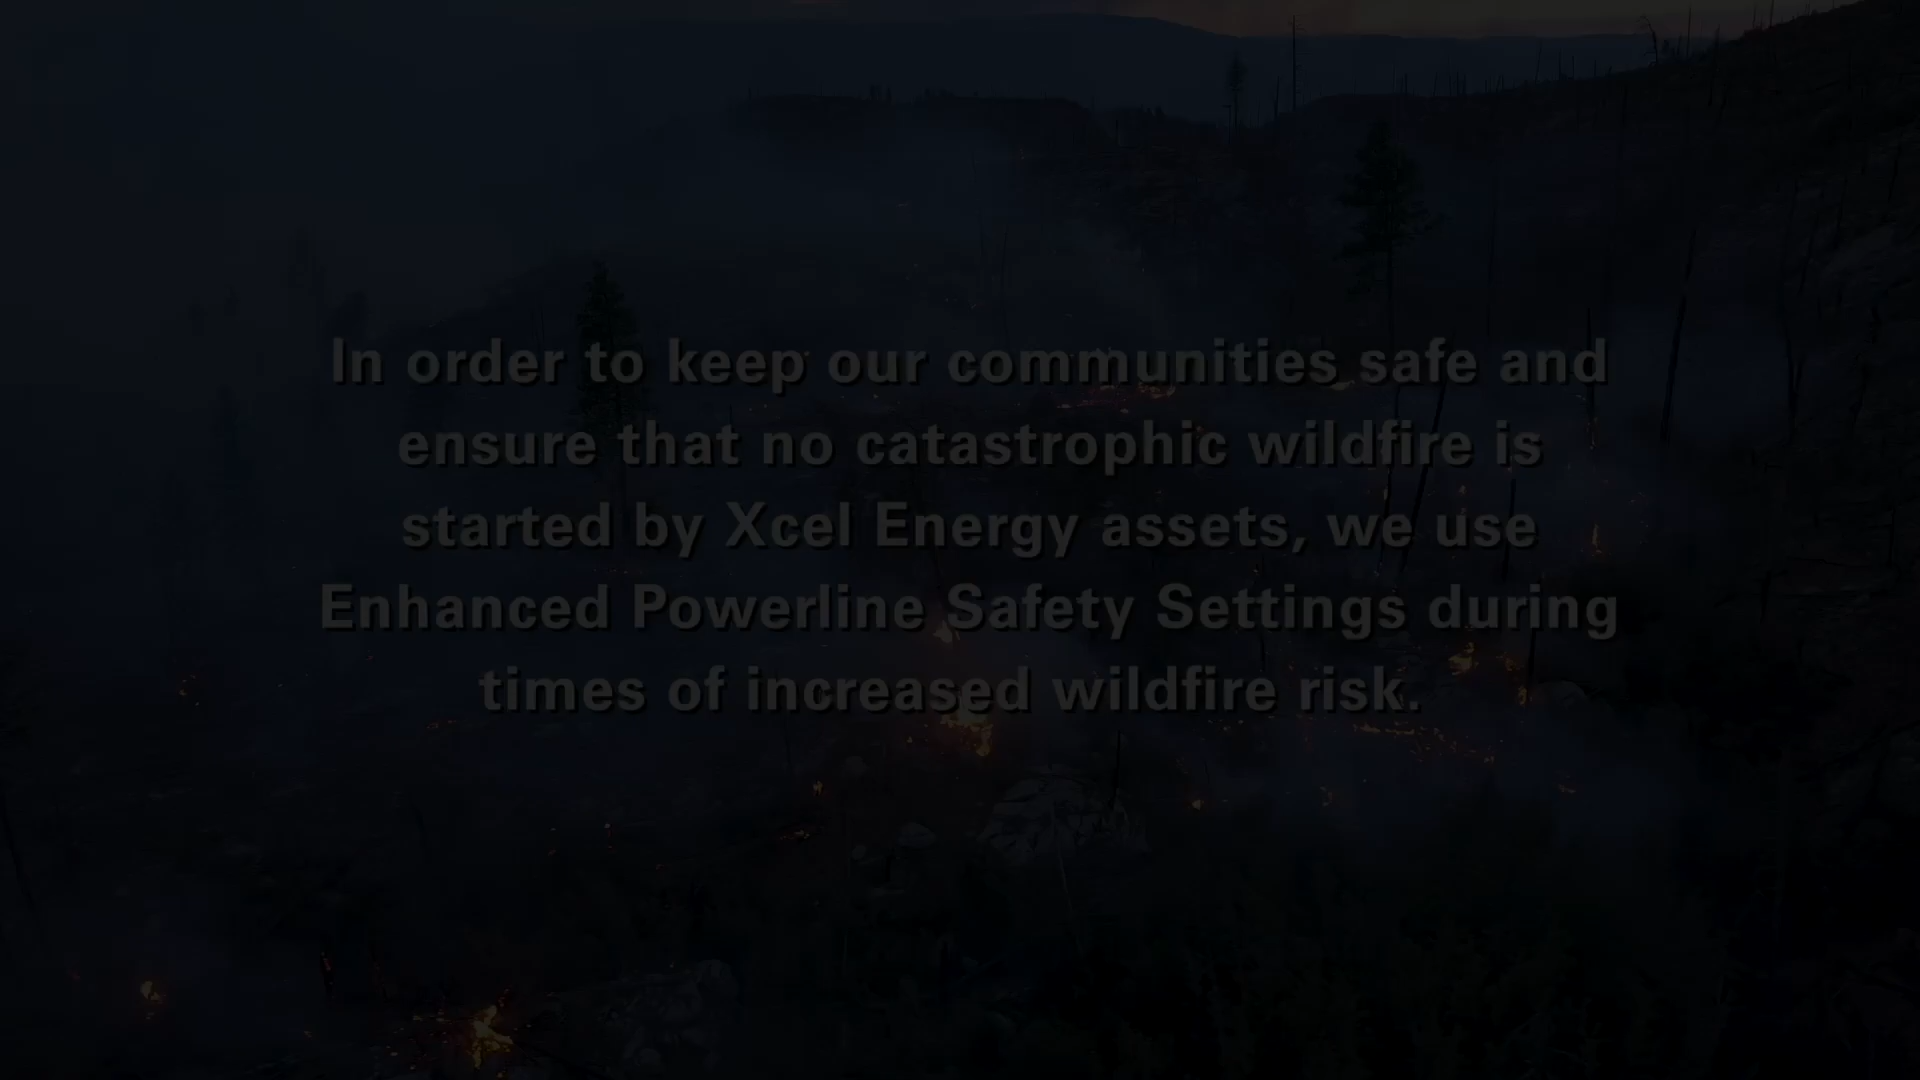 In order to keep our communities safe and
ensure that no catastrophic wildfire is
started by Xcel Energy assets, we use
Enhanced Powerline Safety Settings during
times of increased wildfire risk.